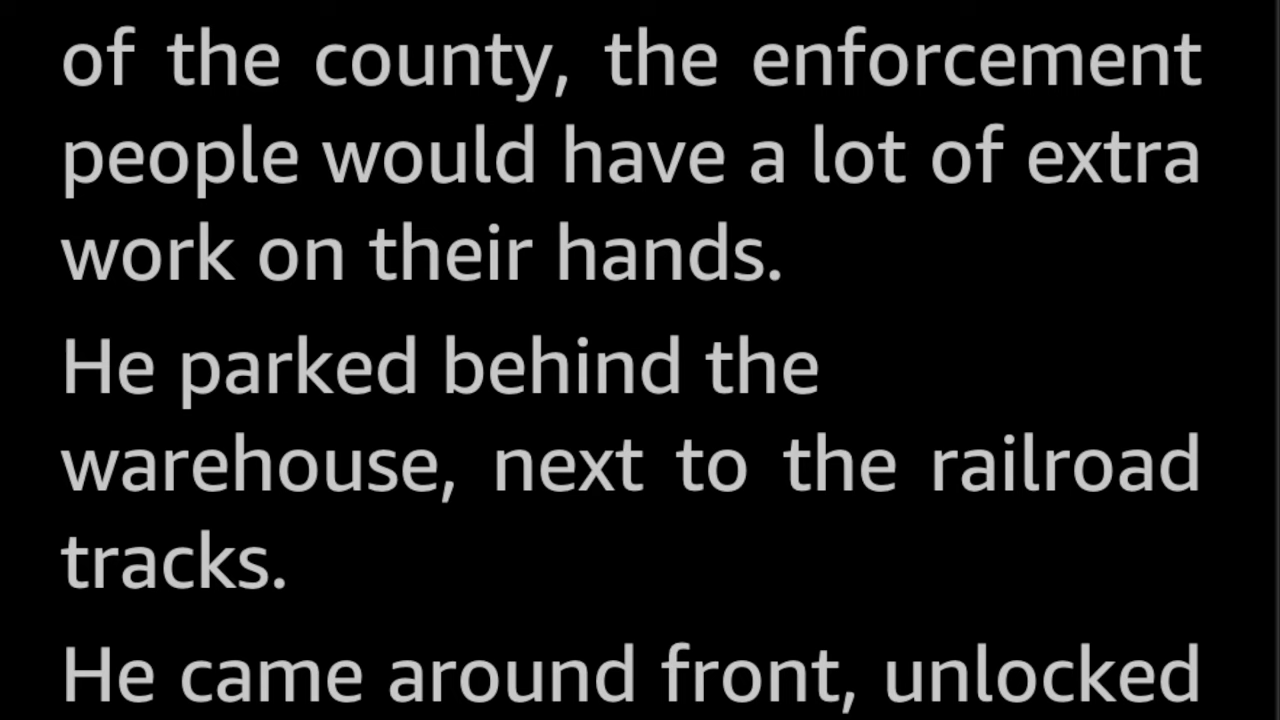 of the county, the enforcement
people would have a lot of extra
work on their hands.
He parked behind the
warehouse, next to the railroad
tracks.
He came around front, unlocked